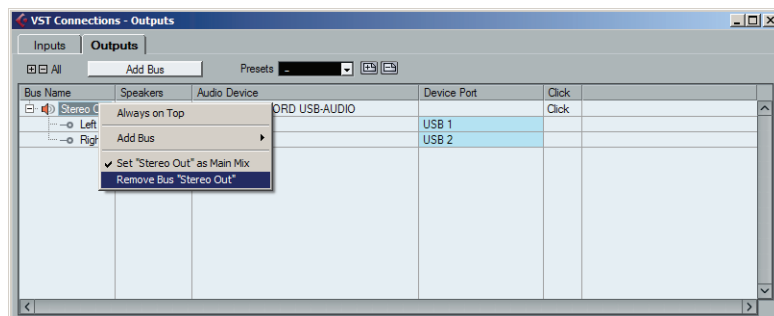 VST Connections - Outputs
Inputs Outputs
All Add Bus Presets -
Bus Name Speakers Audio Device Device Port Click
Stereo ORD USB-AUDIO Click
Left USB 1
USB 2
Always on Top
Add Bus
Set "Stereo Out" as Main Mix
Remove Bus "Stereo Out"